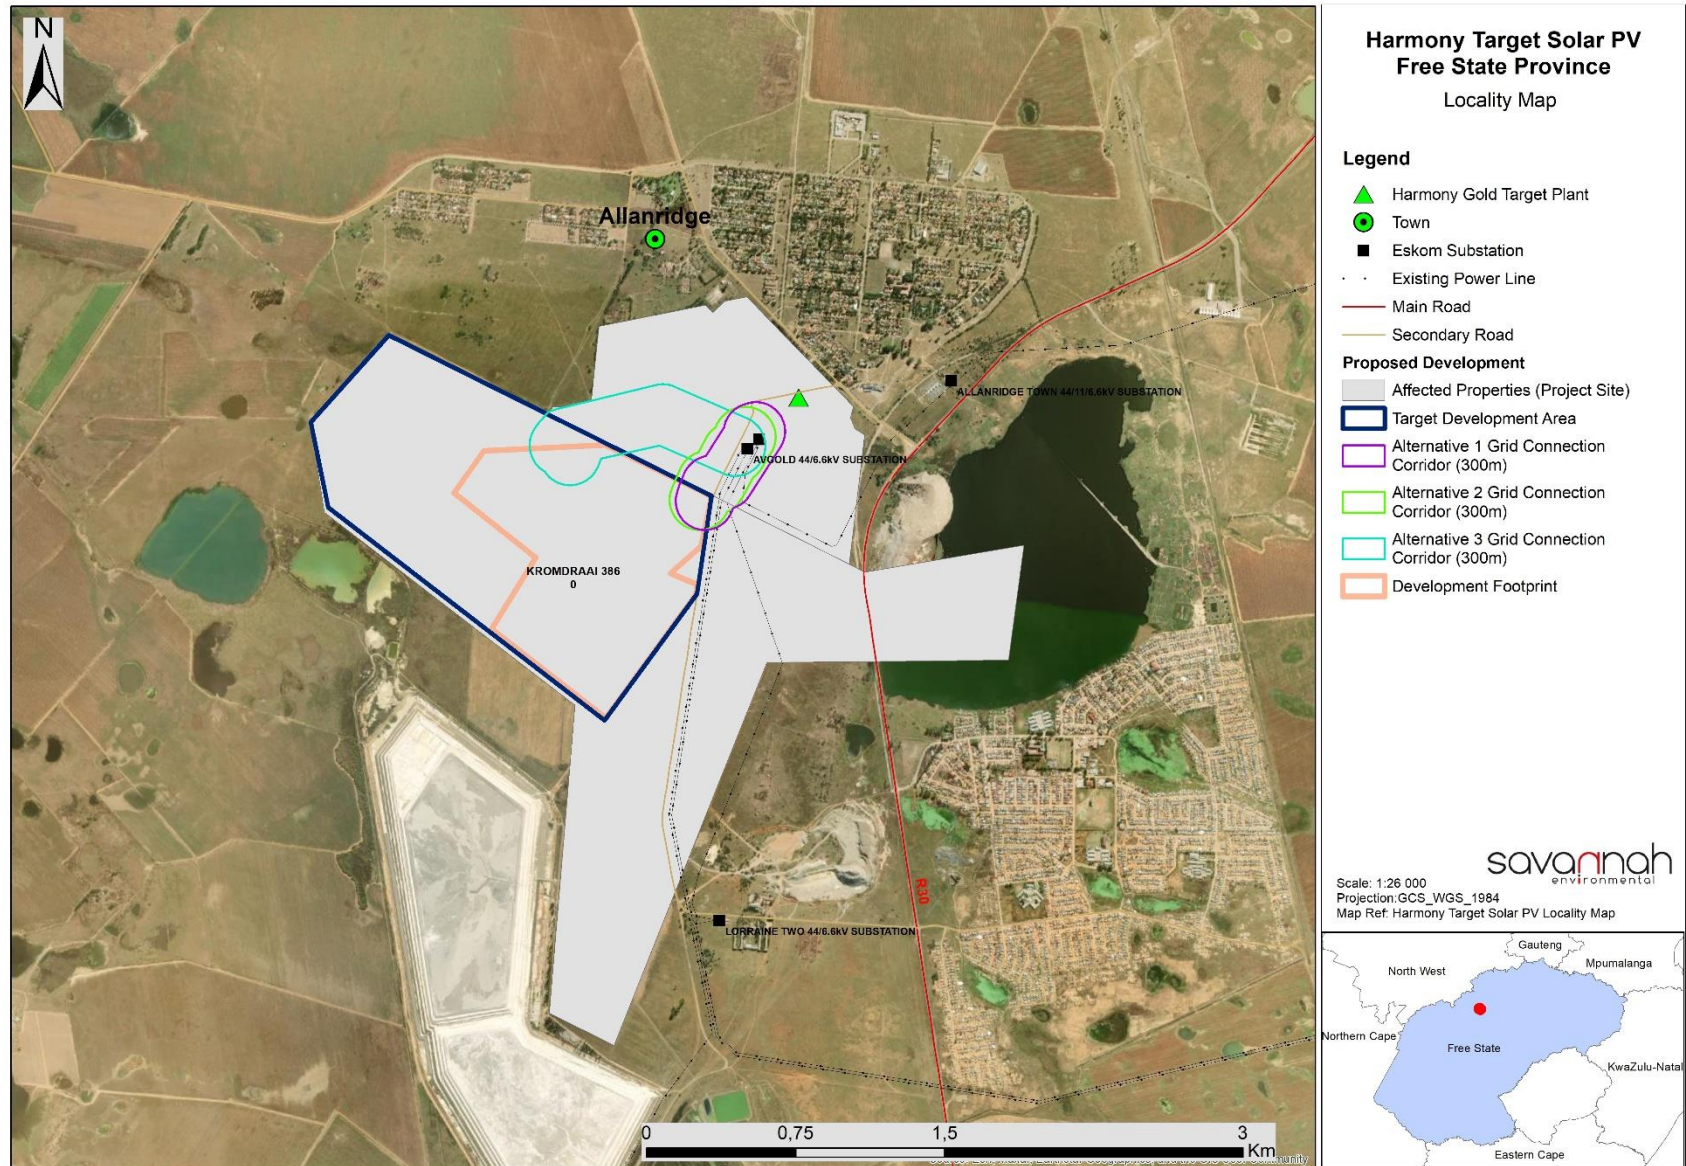 N
Allanridge
ALLANRIDGE TOWN 44/11/6.6kV SUBSTATION
AVGOLD 44/6.6kV SUBSTATION
KROMDRAAI 386
0
R30
LORRAINE TWO 44/6.6kV SUBSTATION
0
0,75
1,5
3
Km
Harmony Target Solar PV
Free State Province
Locality Map
Legend
Harmony Gold Target Plant
Town
Eskom Substation
Existing Power Line
Main Road
Secondary Road
Proposed Development
Affected Properties (Project Site)
Target Development Area
Alternative 1 Grid Connection
Corridor (300m)
Alternative 2 Grid Connection
Corridor (300m)
Alternative 3 Grid Connection
Corridor (300m)
Development Footprint
savannah
environmental
Scale: 1:26 000
Projection:GCS_WGS_1984
Map Ref: Harmony Target Solar PV Locality Map
Gauteng
North West
Mpumalanga
Northern Cape
Free State
KwaZulu-Natal
Eastern Cape